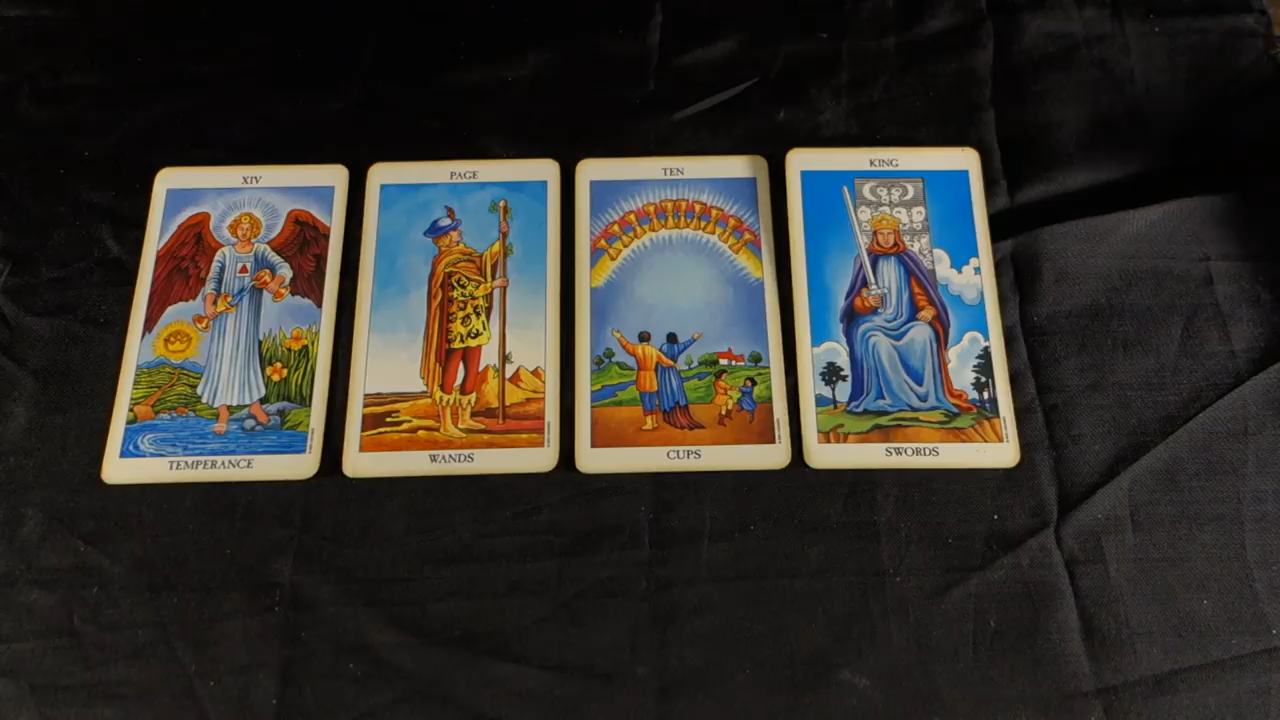 XIV
TEMPERANCE
PAGE
WANDS
TEN
CUPS
KING
SWORDS